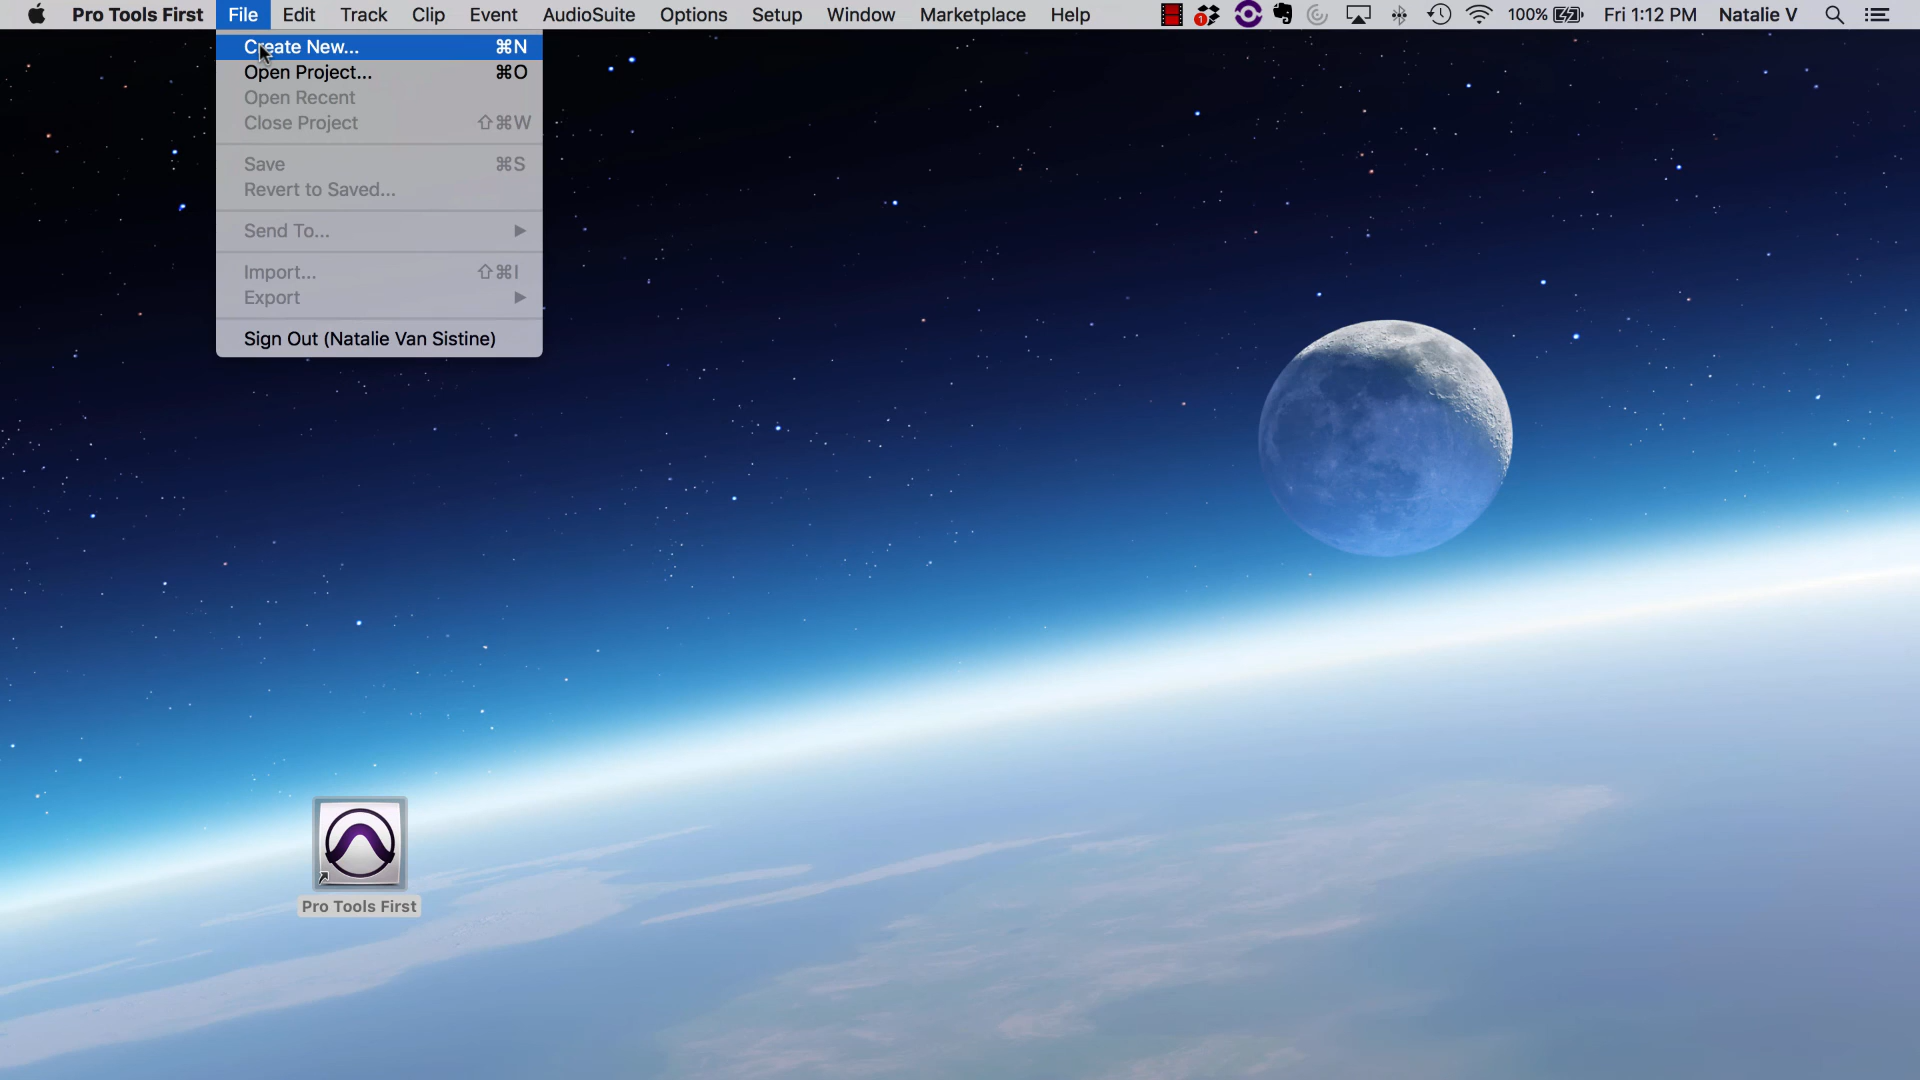 Pro Tools First File Edit Track Clip Event AudioSuite Options Setup Window Marketplace Help 1 100% Fri 1:12 PM Natalie V
Create New... ⌘N
Open Project... ⌘O
Open Recent
Close Project ⇧⌘W
Save ⌘S
Revert to Saved...
Send To...
Import... ⇧⌘I
Export
Sign Out (Natalie Van Sistine)
Pro Tools First